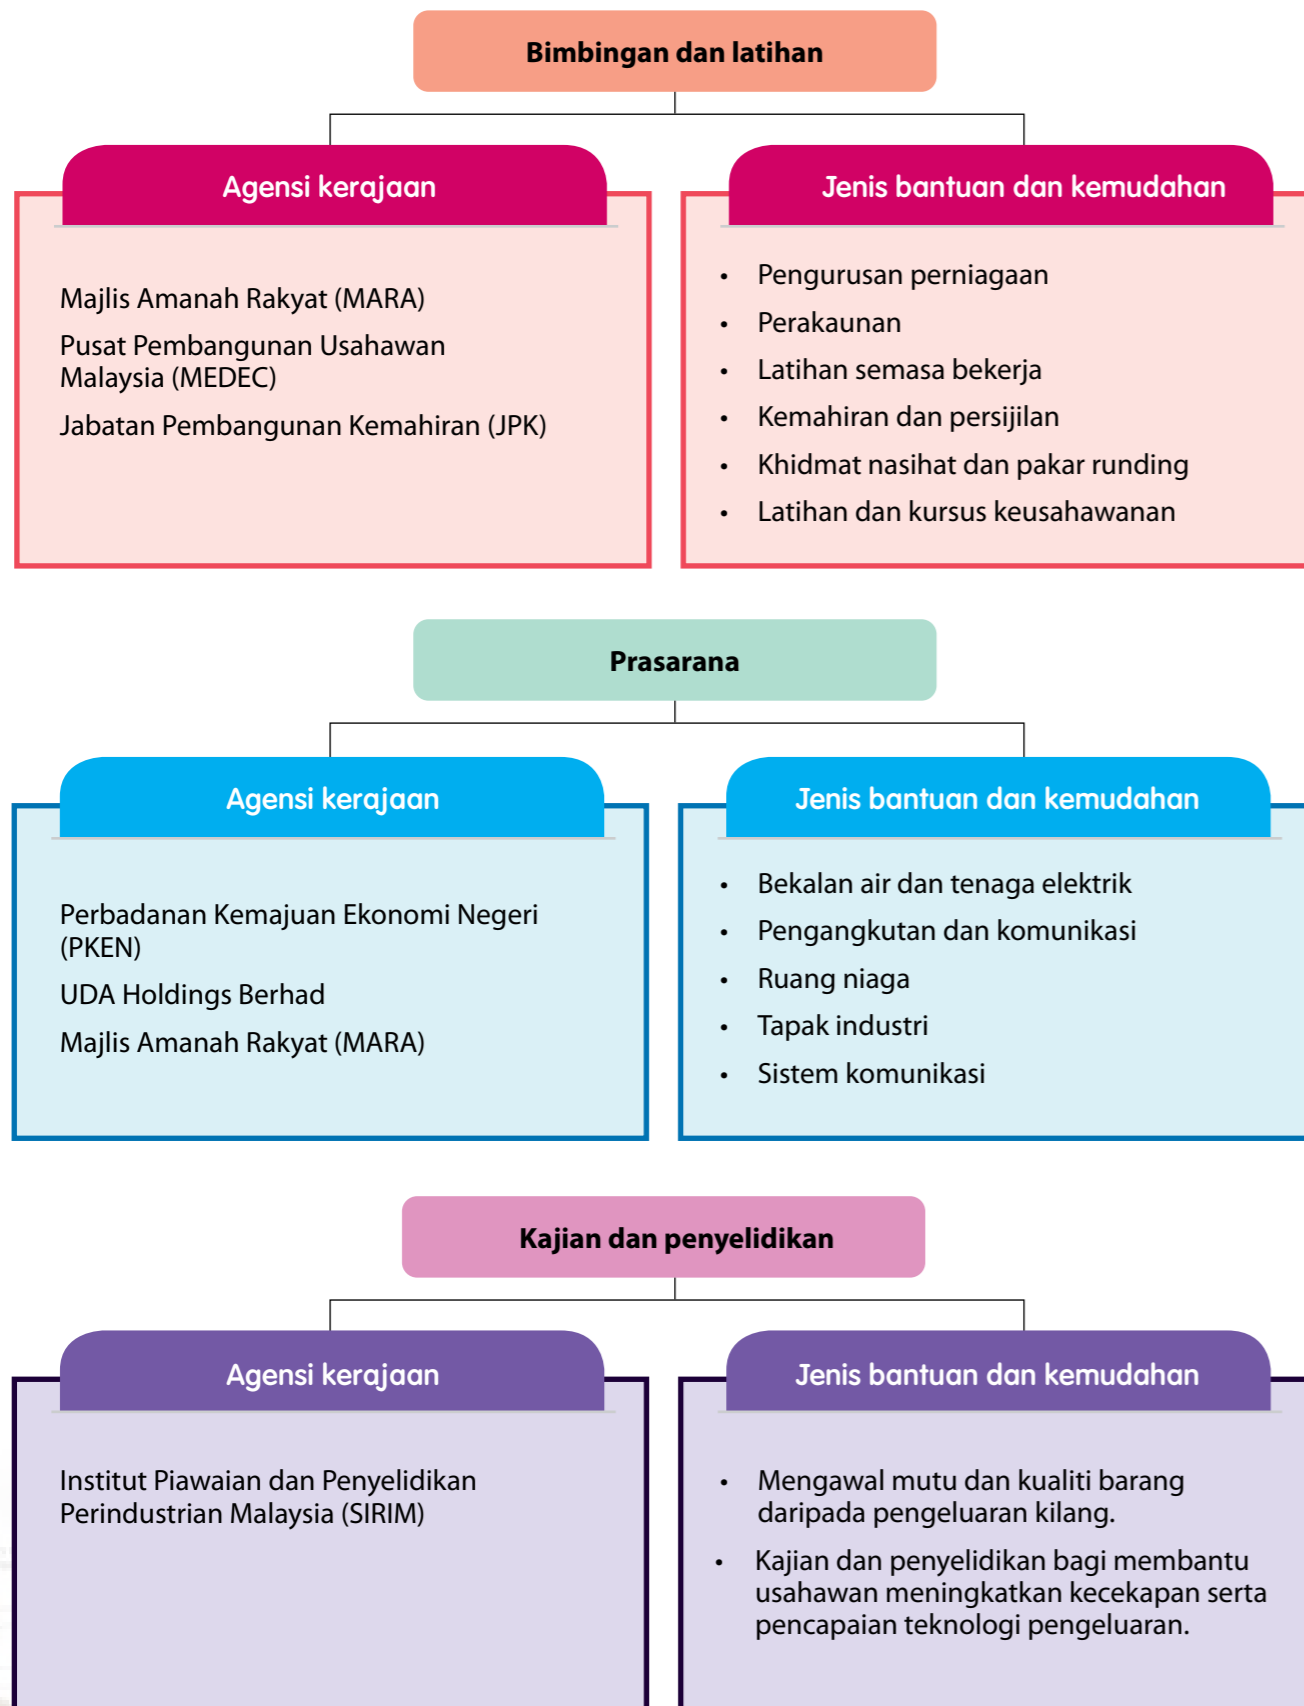 Bimbingan dan latihan
Agensi kerajaan
Majlis Amanah Rakyat (MARA)
Pusat Pembangunan Usahawan
Malaysia (MEDEC)
Jabatan Pembangunan Kemahiran (JPK)
Jenis bantuan dan kemudahan
• Pengurusan perniagaan
• Perakaunan
• Latihan semasa bekerja
• Kemahiran dan persijilan
• Khidmat nasihat dan pakar runding
• Latihan dan kursus keusahawanan
Prasarana
Agensi kerajaan
Perbadanan Kemajuan Ekonomi Negeri
(PKEN)
UDA Holdings Berhad
Majlis Amanah Rakyat (MARA)
Jenis bantuan dan kemudahan
• Bekalan air dan tenaga elektrik
• Pengangkutan dan komunikasi
• Ruang niaga
• Tapak industri
• Sistem komunikasi
Kajian dan penyelidikan
Agensi kerajaan
Institut Piawaian dan Penyelidikan
Perindustrian Malaysia (SIRIM)
Jenis bantuan dan kemudahan
• Mengawal mutu dan kualiti barang
daripada pengeluaran kilang.
• Kajian dan penyelidikan bagi membantu
usahawan meningkatkan kecekapan serta
pencapaian teknologi pengeluaran.